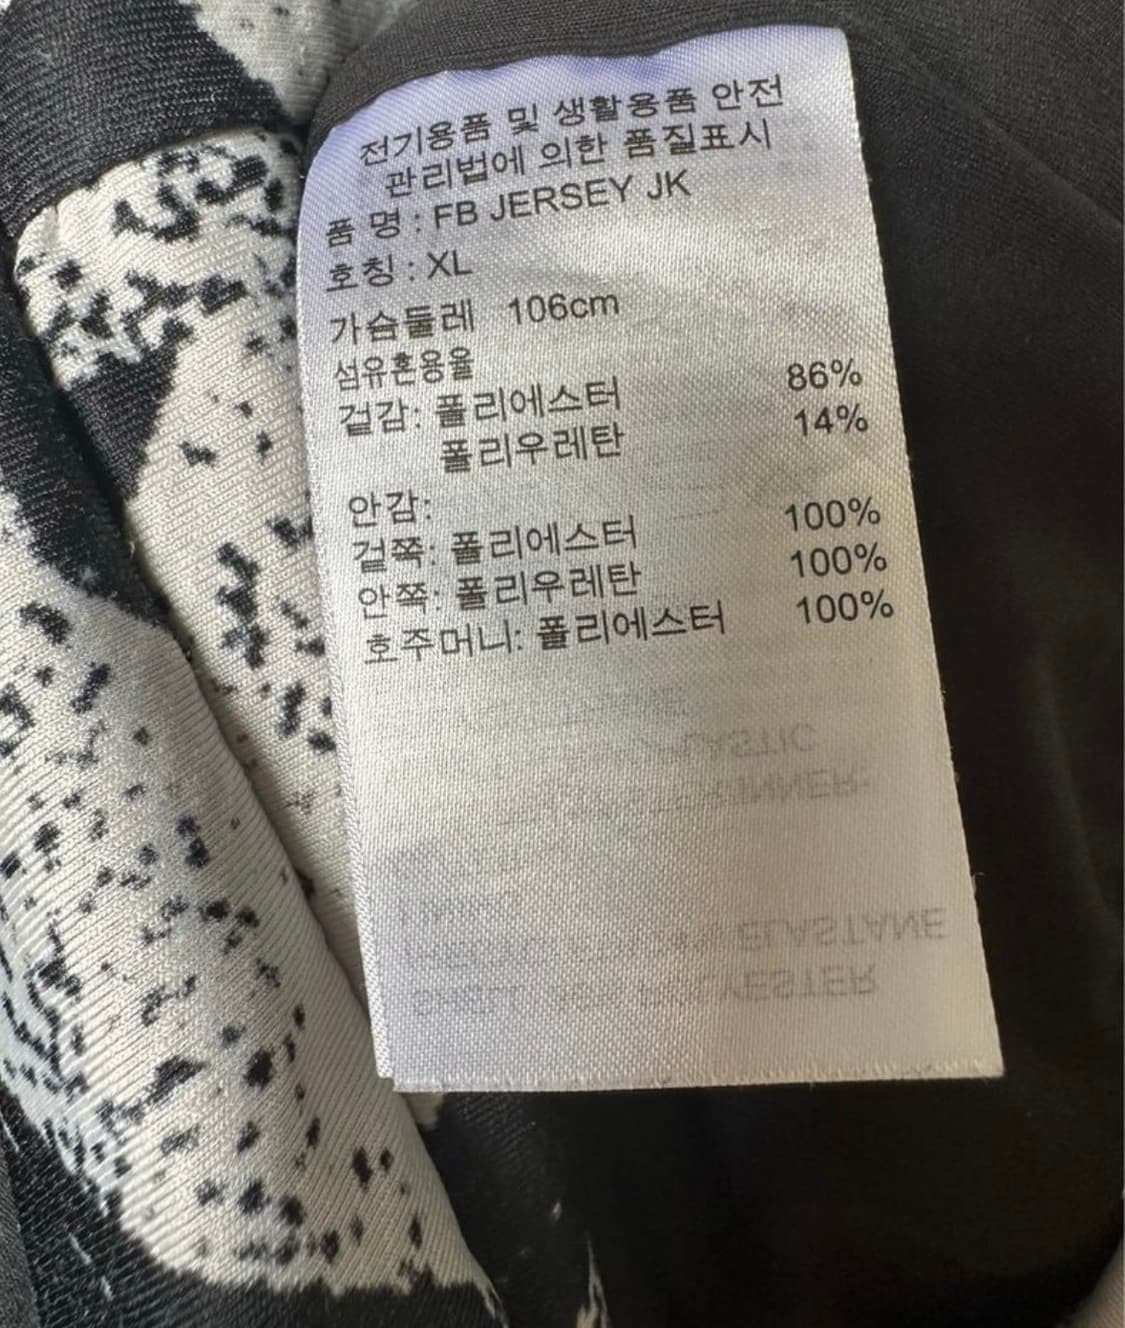 전기용품 및 생활용품 안전
관리법에 의한 품질표시
품 명 : FB JERSEY JK
호칭 : XL
가슴둘레 106cm
섬유혼용율
겉감: 폴리에스터 86%
폴리우레탄 14%
안감:
겉쪽: 폴리에스터 100%
안쪽: 폴리우레탄 100%
호주머니: 폴리에스터 100%
ELASTANE